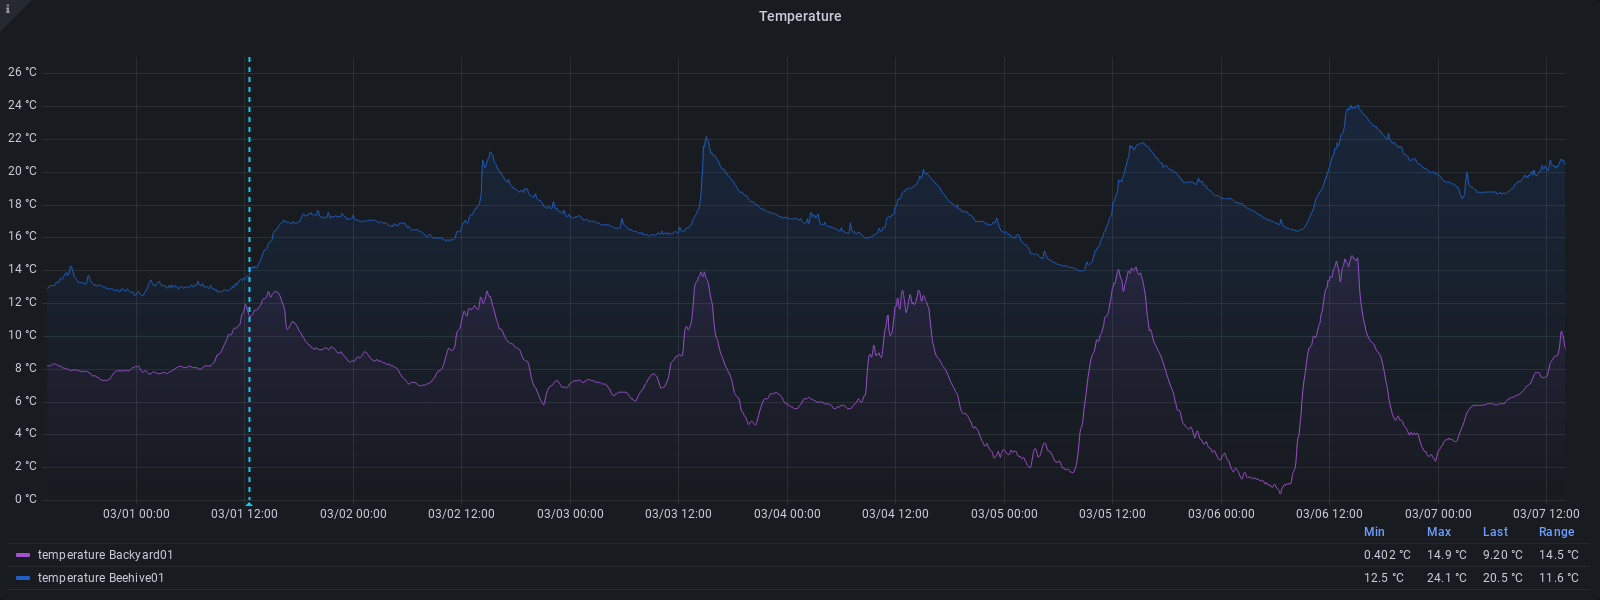 i
Temperature
26 °C
24 °C
22 °C
20 °C
18 °C
16 °C
14 °C
12 °C
10 °C
8 °C
6 °C
4 °C
2 °C
0 °C
03/01 00:00 03/01 12:00 03/02 00:00 03/02 12:00 03/03 00:00 03/03 12:00 03/04 00:00 03/04 12:00 03/05 00:00 03/05 12:00 03/06 00:00 03/06 12:00 03/07 00:00 03/07 12:00
Min Max Last Range
temperature Backyard01 0.402 °C 14.9 °C 9.20 °C 14.5 °C
temperature Beehive01 12.5 °C 24.1 °C 20.5 °C 11.6 °C